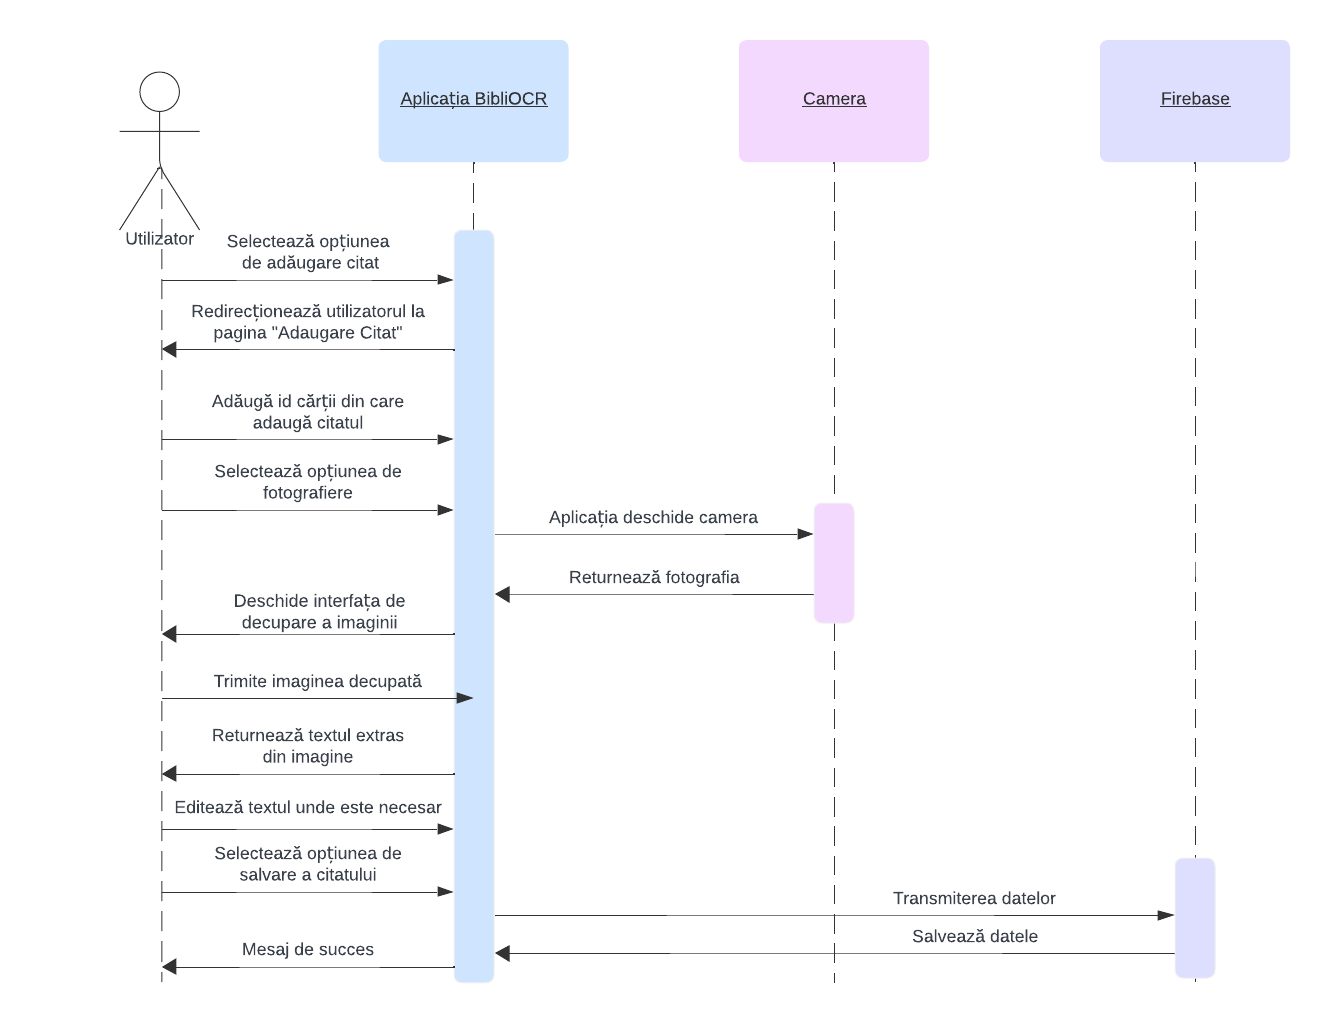 Aplicația BibliOCR
Camera
Firebase
Utilizator
Selectează opțiunea
de adăugare citat
Redirecționează utilizatorul la
pagina "Adaugare Citat"
Adăugă id cărții din care
adaugă citatul
Selectează opțiunea de
fotografiere
Aplicația deschide camera
Returnează fotografia
Deschide interfața de
decupare a imaginii
Trimite imaginea decupată
Returnează textul extras
din imagine
Editează textul unde este necesar
Selectează opțiunea de
salvare a citatului
Transmiterea datelor
Salvează datele
Mesaj de succes